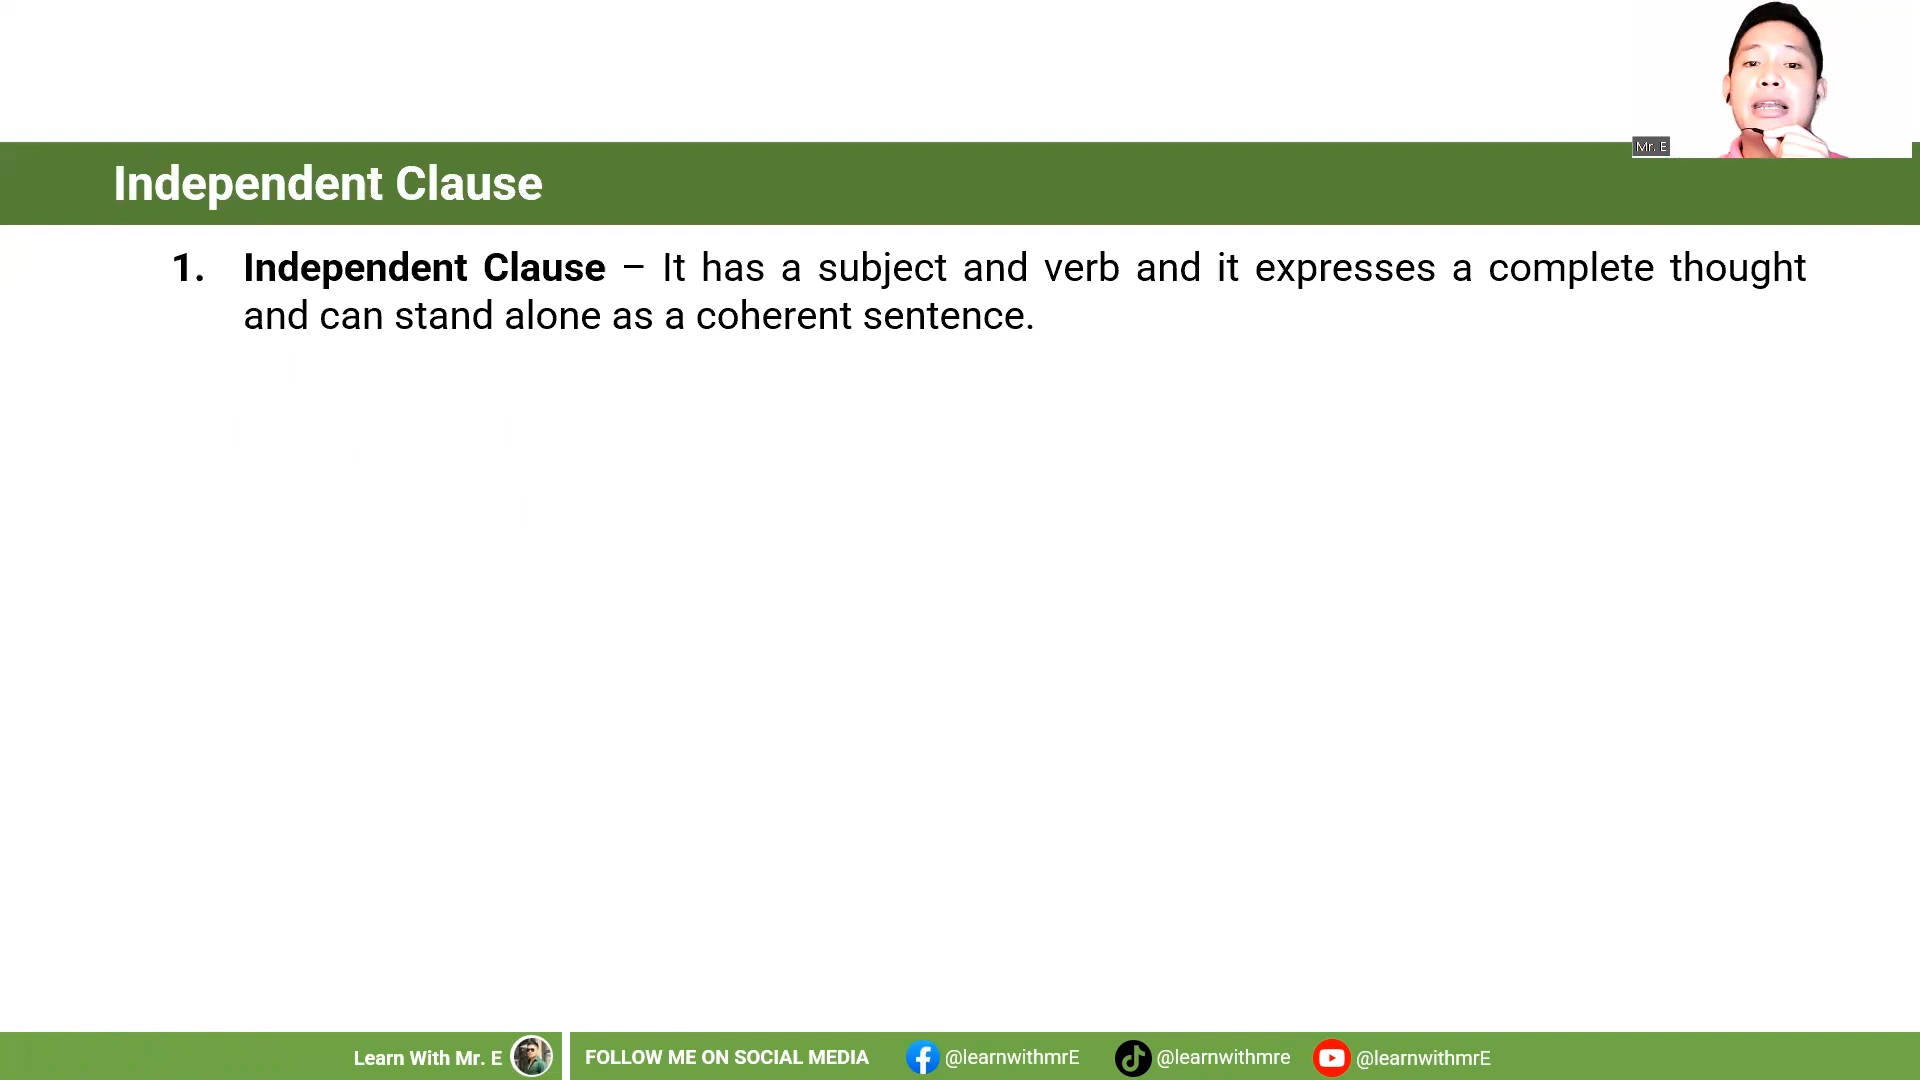 Mr. E
Independent Clause
1. Independent Clause – It has a subject and verb and it expresses a complete thought
and can stand alone as a coherent sentence.
Learn With Mr. E
FOLLOW ME ON SOCIAL MEDIA @learnwithmrE @learnwithmre @learnwithmrE